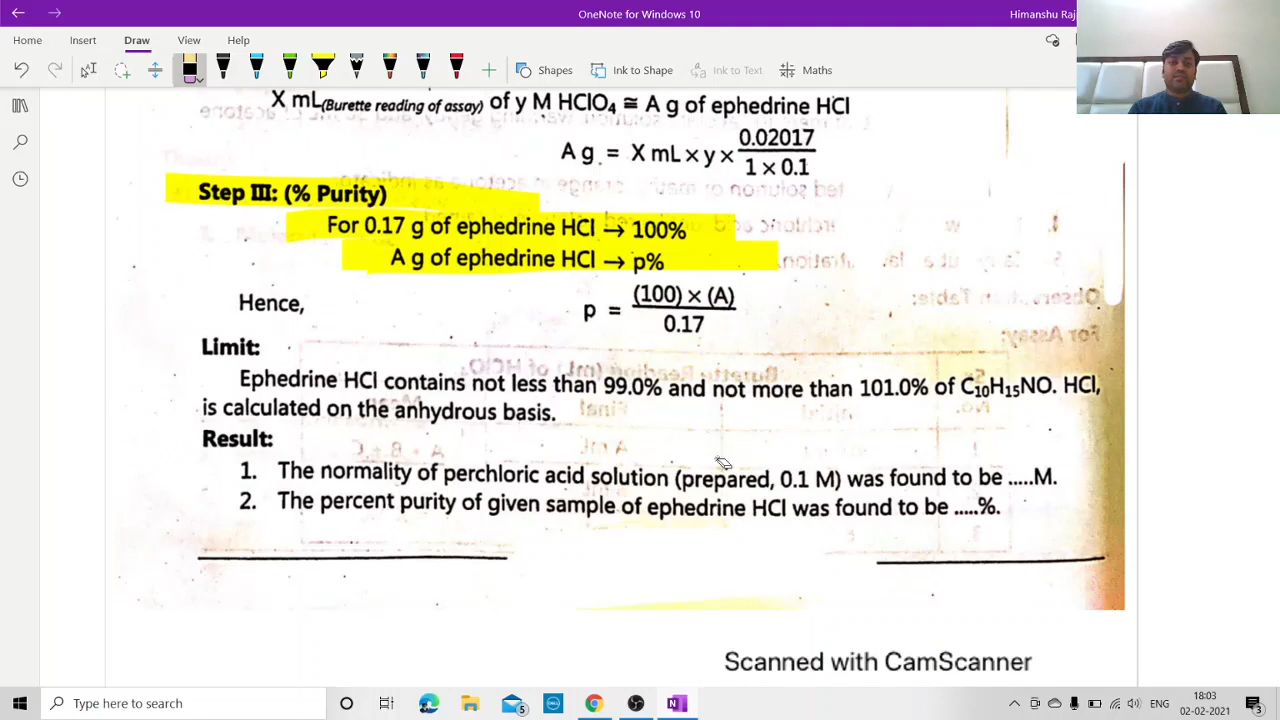 OneNote for Windows 10
Himanshu Raj
Home Insert Draw View Help
Shapes Ink to Shape Ink to Text Maths
X mL(Burette reading of assay) of y M HClO4 ≅ A g of ephedrine HCl
A g = X mL × y × 0.02017
1 × 0.1
Step III: (% Purity)
For 0.17 g of ephedrine HCl → 100%
A g of ephedrine HCl → p%
Hence, p = (100) × (A)
0.17
Limit:
Ephedrine HCl contains not less than 99.0% and not more than 101.0% of C10H15NO. HCl,
is calculated on the anhydrous basis.
Result:
1. The normality of perchloric acid solution (prepared, 0.1 M) was found to be .....M.
2. The percent purity of given sample of ephedrine HCl was found to be .....%.
Scanned with CamScanner
Type here to search
5
DELL
ENG
18:03
02-02-2021
3